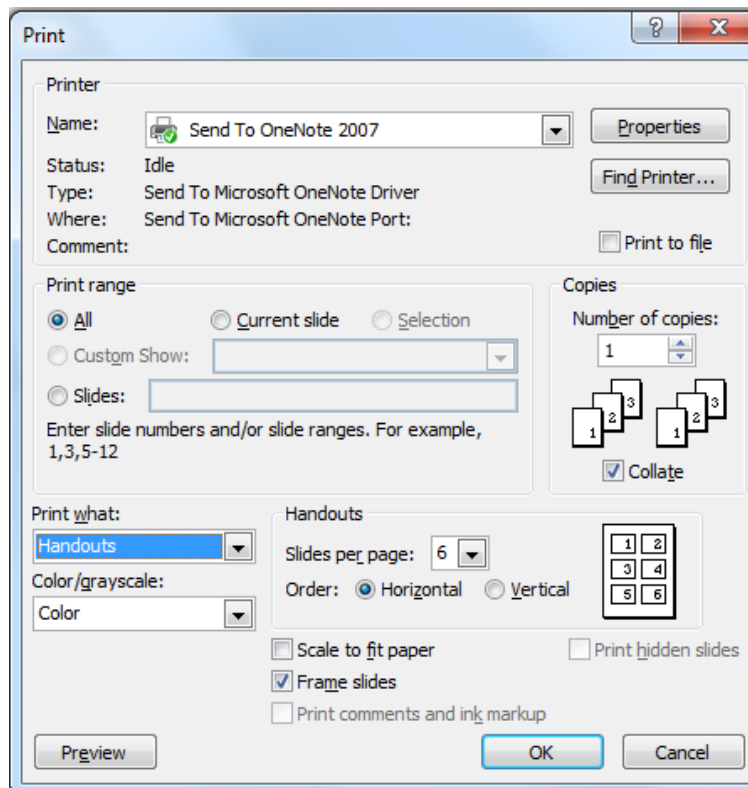 Print
Printer
Name: Send To OneNote 2007 Properties
Status: Idle
Type: Send To Microsoft OneNote Driver Find Printer...
Where: Send To Microsoft OneNote Port:
Comment: Print to file
Print range
All Current slide Selection
Custom Show:
Slides:
Enter slide numbers and/or slide ranges. For example,
1,3,5-12
Copies
Number of copies:
1
1 2 3 1 2 3
Collate
Print what:
Handouts
Color/grayscale:
Color
Handouts
Slides per page: 6
Order: Horizontal Vertical
1 2
3 4
5 6
Scale to fit paper Print hidden slides
Frame slides
Print comments and ink markup
Preview OK Cancel